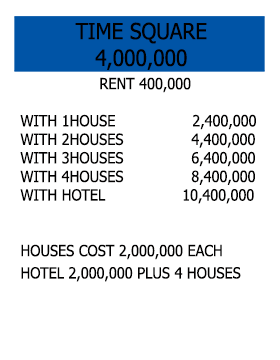 TIME SQUARE
4,000,000
RENT 400,000
WITH 1HOUSE 2,400,000
WITH 2HOUSES 4,400,000
WITH 3HOUSES 6,400,000
WITH 4HOUSES 8,400,000
WITH HOTEL 10,400,000
HOUSES COST 2,000,000 EACH
HOTEL 2,000,000 PLUS 4 HOUSES